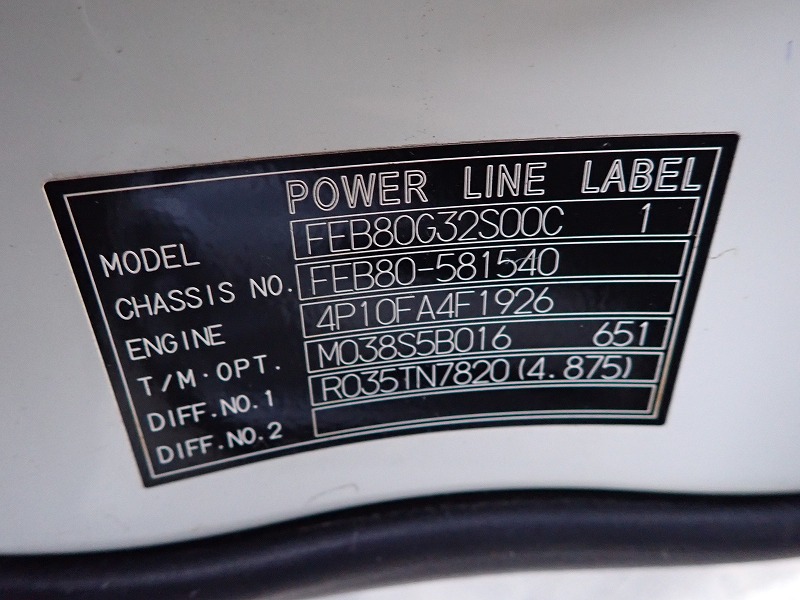 POWER LINE LABEL
MODEL FEB80G32S00C 1
CHASSIS NO. FEB80-581540
ENGINE 4P10FA4F1926
T/M·OPT. M038S5B016 651
DIFF.NO.1 R035TN7820(4.875)
DIFF.NO.2